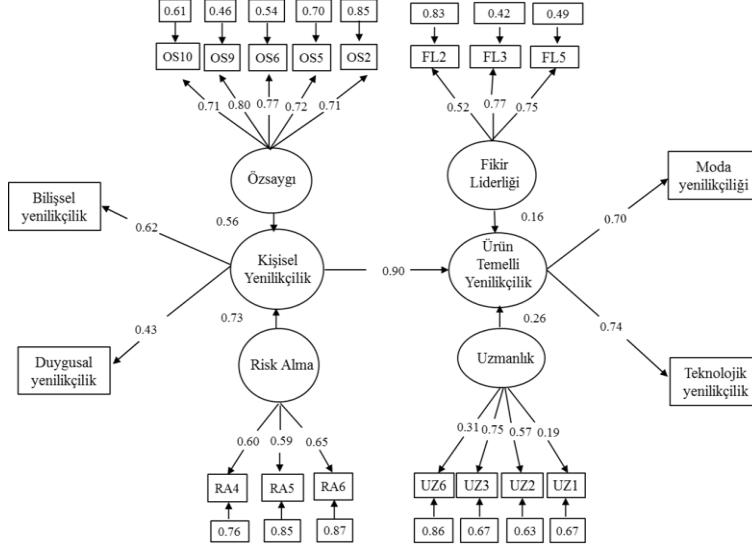 0.61 0.46 0.54 0.70 0.85
0.83 0.42 0.49
OS10 OS9 OS6 OS5 OS2
FL2 FL3 FL5
0.71 0.80 0.77 0.72 0.71
0.52 0.77 0.75
Özsaygı
Fikir
Liderliği
Moda
yenilikçiliği
Bilişsel
yenilikçilik
0.62
0.56
0.16
0.70
Kişisel
Yenilikçilik
0.90
Ürün
Temelli
Yenilikçilik
0.43
0.73
0.26
0.74
Duygusal
yenilikçilik
Risk Alma
Uzmanlık
Teknolojik
yenilikçilik
0.60 0.59 0.65
0.31 0.75 0.57 0.19
RA4 RA5 RA6
UZ6 UZ3 UZ2 UZ1
0.76 0.85 0.87
0.86 0.67 0.63 0.67